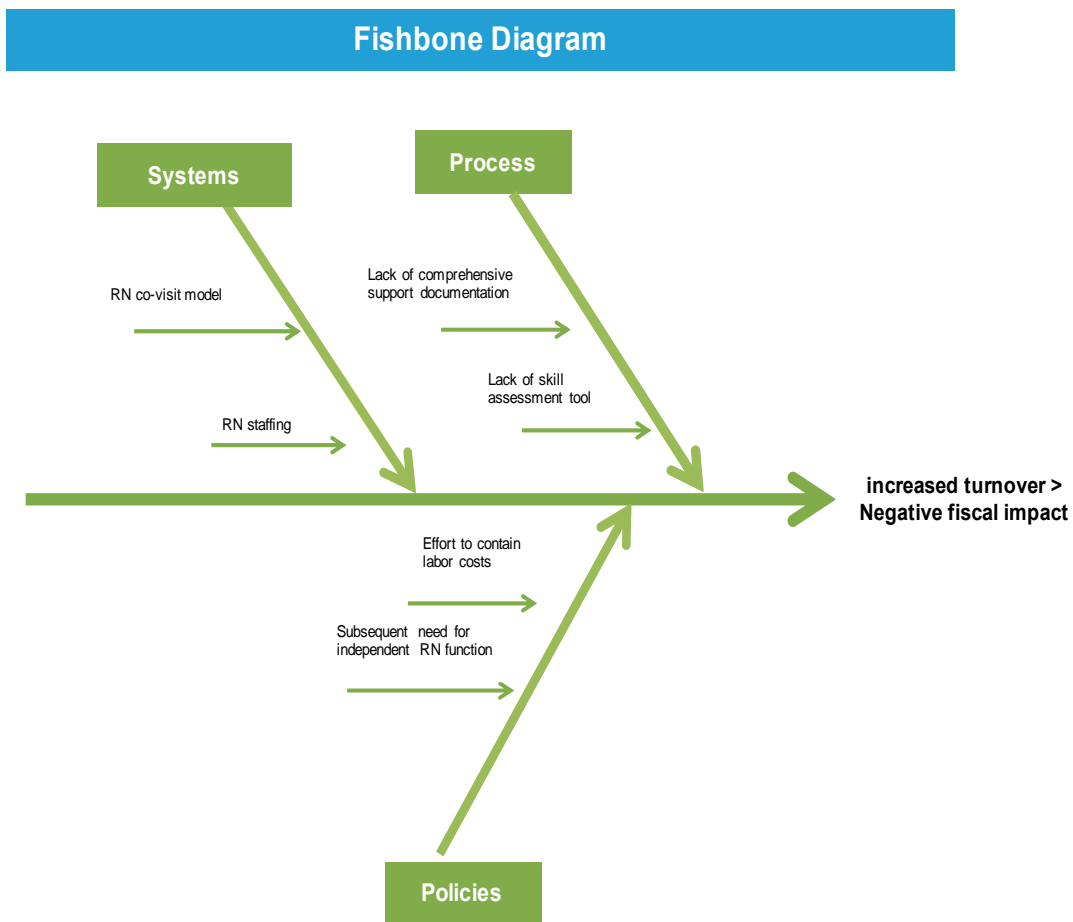 Fishbone Diagram
Systems
Process
RN co-visit model
Lack of comprehensive
support documentation
RN staffing
Lack of skill
assessment tool
increased turnover >
Negative fiscal impact
Effort to contain
labor costs
Subsequent need for
independent RN function
Policies